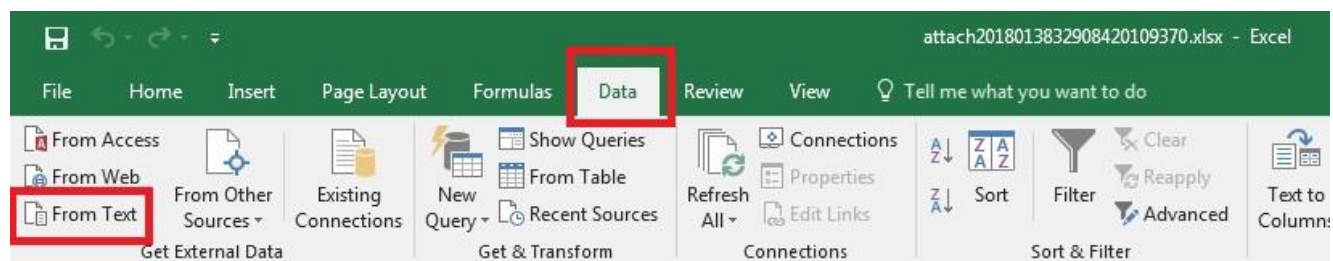 attach2018013832908420109370.xlsx - Excel
File Home Insert Page Layout Formulas Data Review View Tell me what you want to do
From Access
From Web
From Text
From Other
Sources
Existing
Connections
Get External Data
New
Query
Show Queries
From Table
Recent Sources
Get & Transform
Refresh
All
Connections
Properties
Edit Links
Connections
A
Z
Z
A
Z A
A Z
Sort
Filter
Clear
Reapply
Advanced
Sort & Filter
Text to
Columns